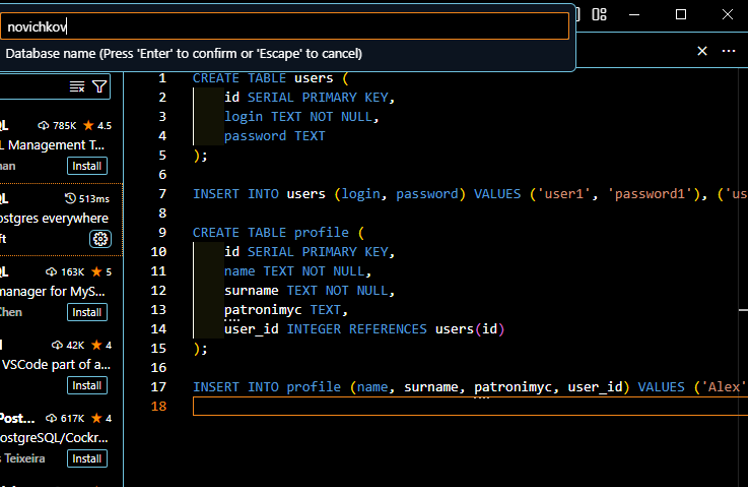 novichkov
Database name (Press 'Enter' to confirm or 'Escape' to cancel)
QL 785K 4.5
L Management T...
nan Install
QL 513ms
ostgres everywhere
ft
QL 163K 5
manager for MyS...
Chen Install
l 42K 4
VSCode part of a...
Install
Post... 617K 4
ostgreSQL/Cockr...
s Teixeira Install
1 CREATE TABLE users (
2 id SERIAL PRIMARY KEY,
3 login TEXT NOT NULL,
4 password TEXT
5 );
6
7 INSERT INTO users (login, password) VALUES ('user1', 'password1'), ('us
8
9 CREATE TABLE profile (
10 id SERIAL PRIMARY KEY,
11 name TEXT NOT NULL,
12 surname TEXT NOT NULL,
13 patronimyc TEXT,
14 user_id INTEGER REFERENCES users(id)
15 );
16
17 INSERT INTO profile (name, surname, patronimyc, user_id) VALUES ('Alex'
18